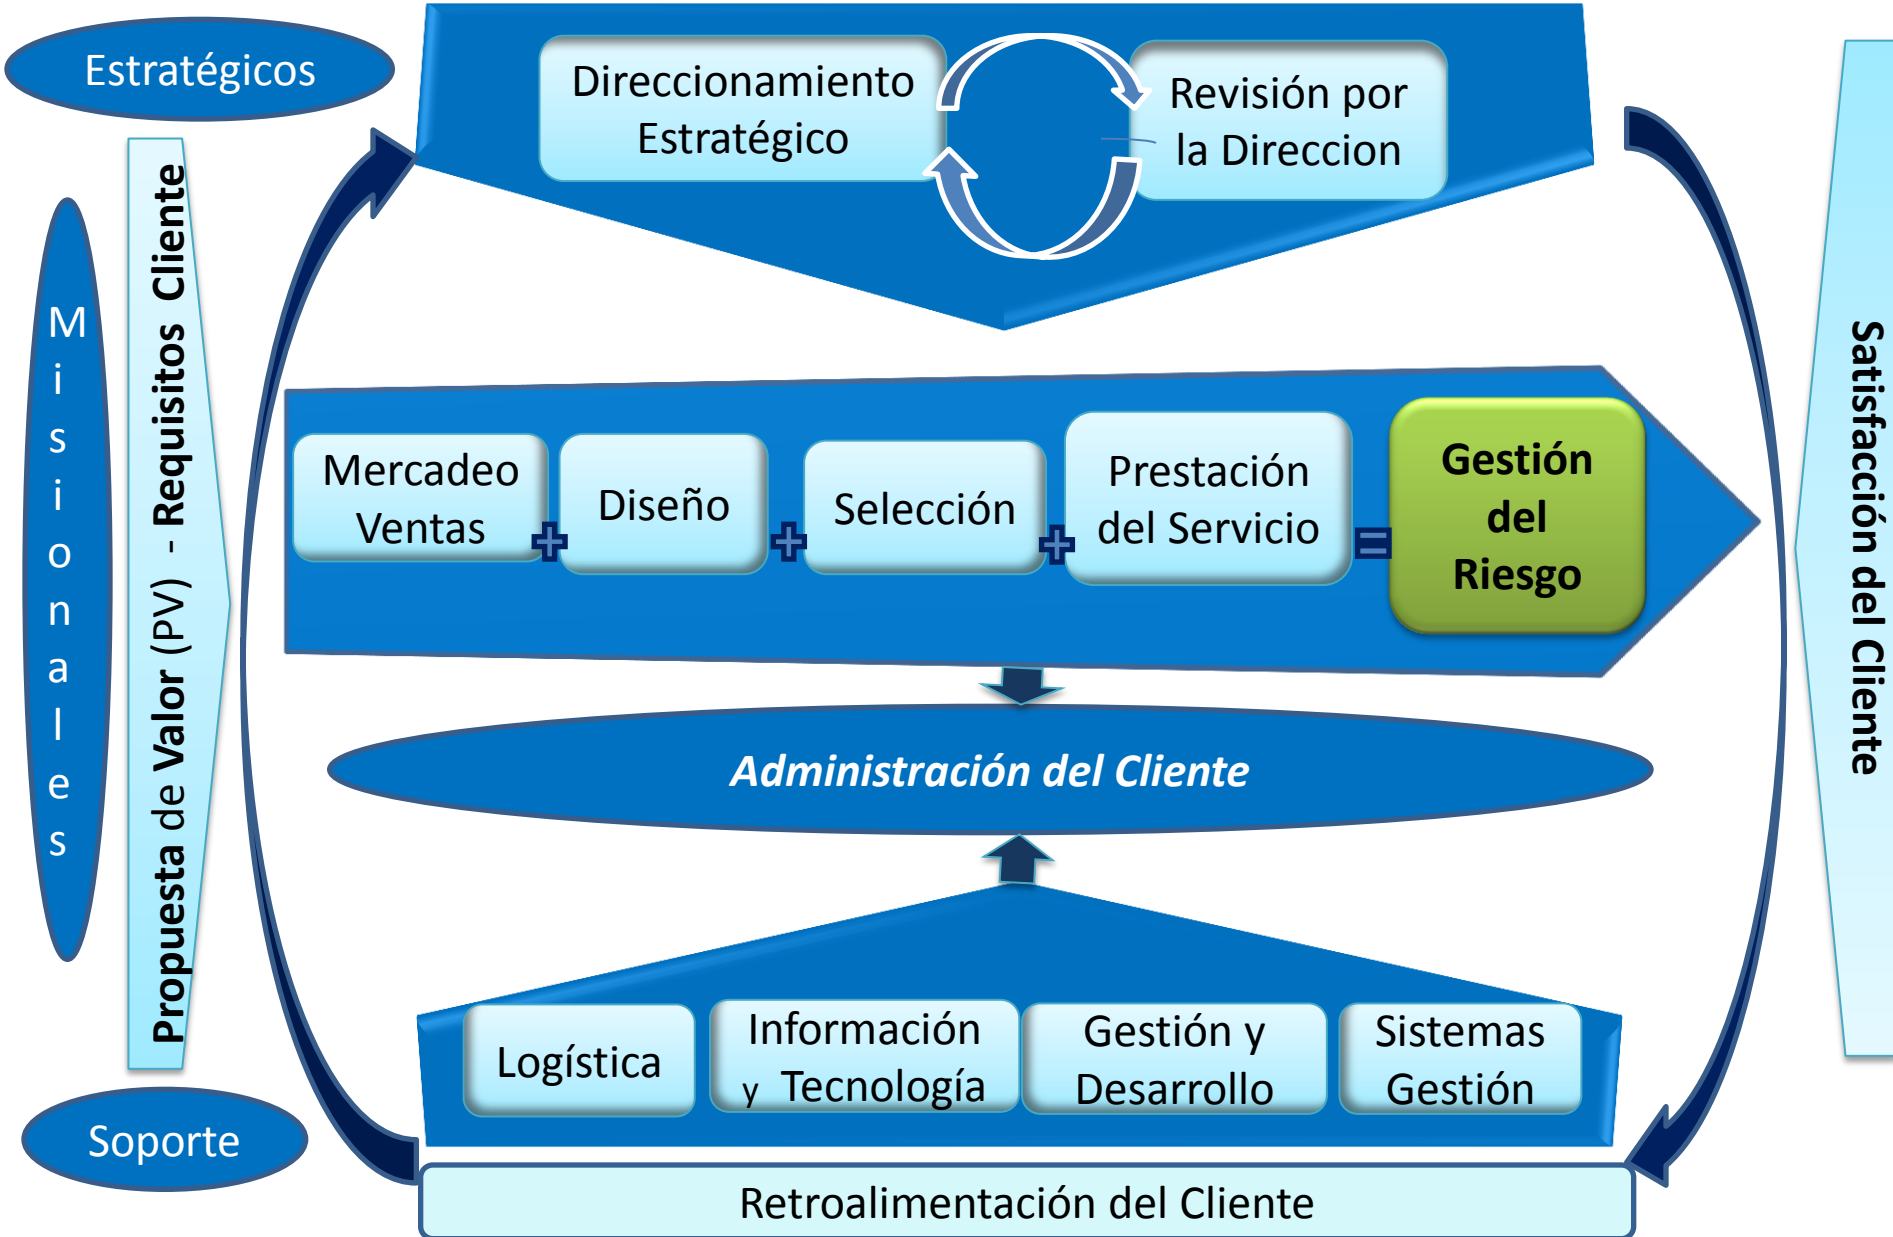 Estratégicos
Direccionamiento
Estratégico
Revisión por
la Direccion
Misionales
Propuesta de Valor (PV) - Requisitos Cliente
Mercadeo
Ventas
Diseño
Selección
Prestación
del Servicio
Gestión
del
Riesgo
Satisfacción del Cliente
Administración del Cliente
Logística
Información
y Tecnología
Gestión y
Desarrollo
Sistemas
Gestión
Soporte
Retroalimentación del Cliente